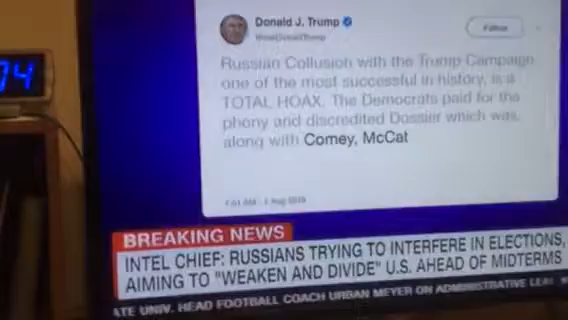 74
Donald J. Trump
@realDonaldTrump
Follow
Russian Collusion with the Trump Campaign,
one of the most successful in history, is a
TOTAL HOAX. The Democrats paid for the
phony and discredited Dossier which was,
along with Comey, McCat
BREAKING NEWS
INTEL CHIEF: RUSSIANS TRYING TO INTERFERE IN ELECTIONS,
AIMING TO "WEAKEN AND DIVIDE" U.S. AHEAD OF MIDTERMS
ATE UNIV. HEAD FOOTBALL COACH URBAN MEYER ON ADMINISTRATIVE LEA